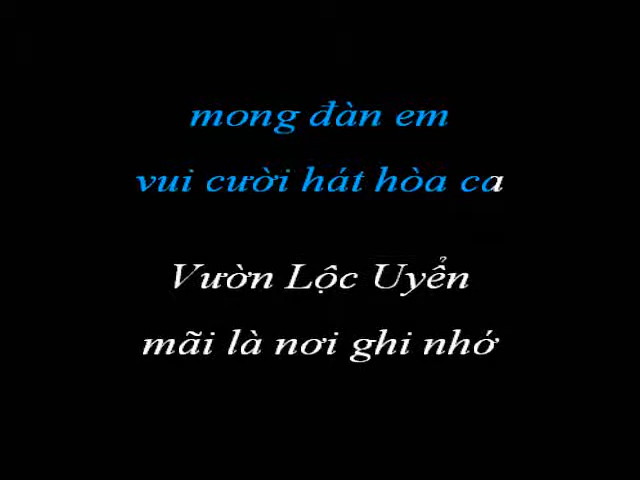 mong đàn em
vui cười hát hòa ca
Vườn Lộc Uyển
mãi là nơi ghi nhớ